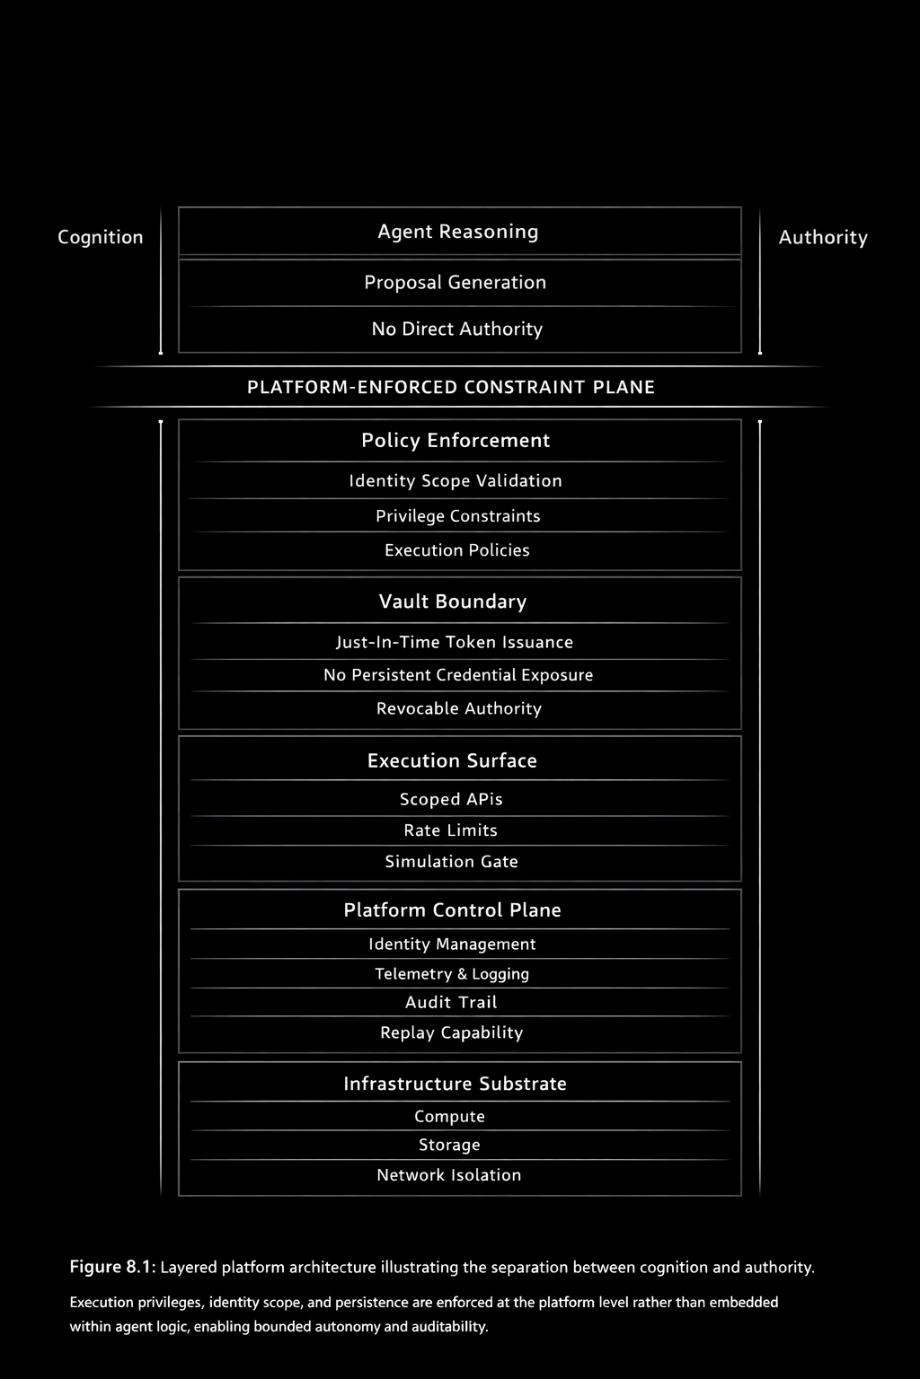 Cognition
Agent Reasoning
Authority
Proposal Generation
No Direct Authority
PLATFORM-ENFORCED CONSTRAINT PLANE
Policy Enforcement
Identity Scope Validation
Privilege Constraints
Execution Policies
Vault Boundary
Just-In-Time Token Issuance
No Persistent Credential Exposure
Revocable Authority
Execution Surface
Scoped APis
Rate Limits
Simulation Gate
Platform Control Plane
Identity Management
Telemetry & Logging
Audit Trail
Replay Capability
Infrastructure Substrate
Compute
Storage
Network Isolation
Figure 8.1: Layered platform architecture illustrating the separation between cognition and authority.
Execution privileges, identity scope, and persistence are enforced at the platform level rather than embedded
within agent logic, enabling bounded autonomy and auditability.